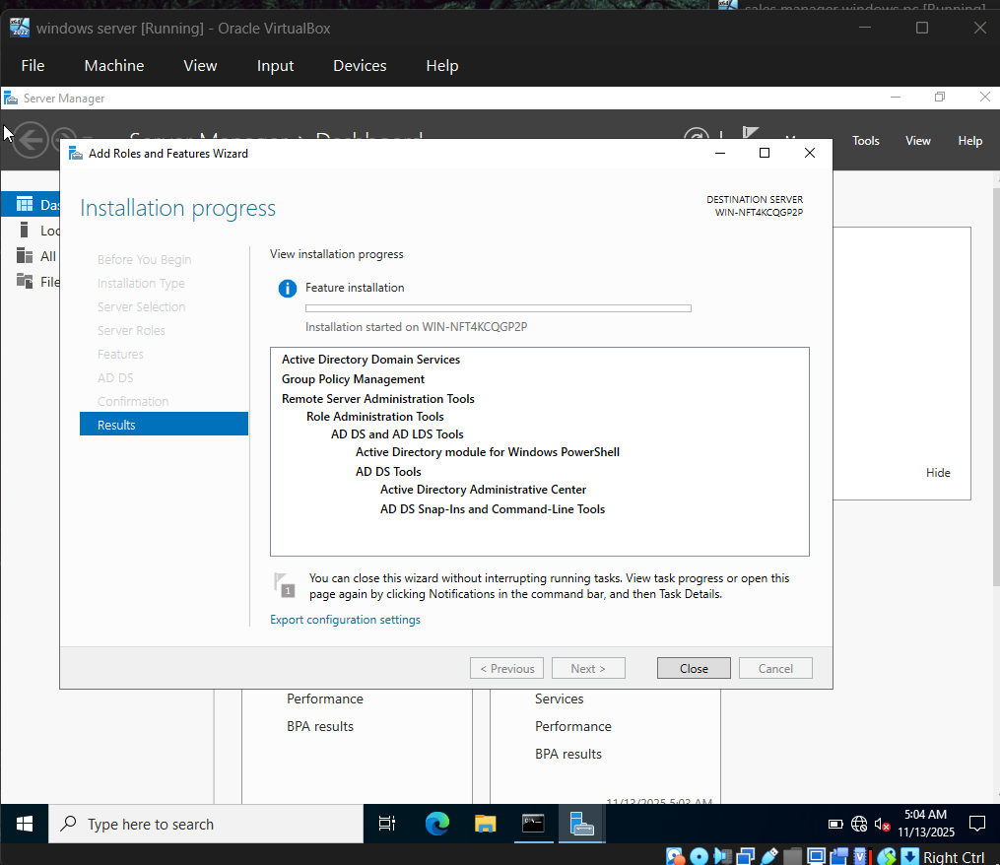 sales manager windows pc [Running]
windows server [Running] - Oracle VirtualBox
File Machine View Input Devices Help
Server Manager
Server Manager Dashboard
Tools View Help
Add Roles and Features Wizard
Installation progress
DESTINATION SERVER
WIN-NFT4KCQGP2P
Das
Loc
All
File
Before You Begin
Installation Type
Server Selection
Server Roles
Features
AD DS
Confirmation
Results
View installation progress
Feature installation
Installation started on WIN-NFT4KCQGP2P
Active Directory Domain Services
Group Policy Management
Remote Server Administration Tools
Role Administration Tools
AD DS and AD LDS Tools
Active Directory module for Windows PowerShell
AD DS Tools
Active Directory Administrative Center
AD DS Snap-Ins and Command-Line Tools
Hide
1
You can close this wizard without interrupting running tasks. View task progress or open this
page again by clicking Notifications in the command bar, and then Task Details.
Export configuration settings
< Previous Next > Close Cancel
Performance
BPA results
Services
Performance
BPA results
11/13/2025 5:03 AM
Type here to search
5:04 AM
11/13/2025
Right Ctrl